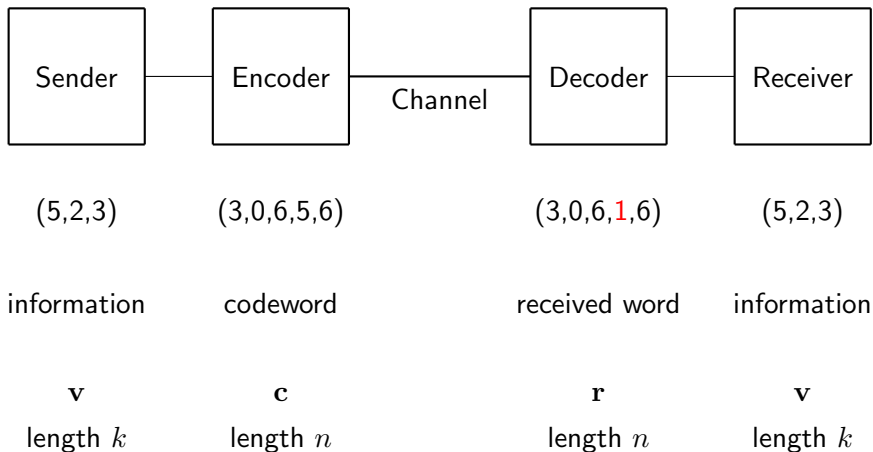 Sender Encoder Decoder Receiver
Channel
(5,2,3) (3,0,6,5,6) (3,0,6,1,6) (5,2,3)
information codeword received word information
v c r v
length k length n length n length k